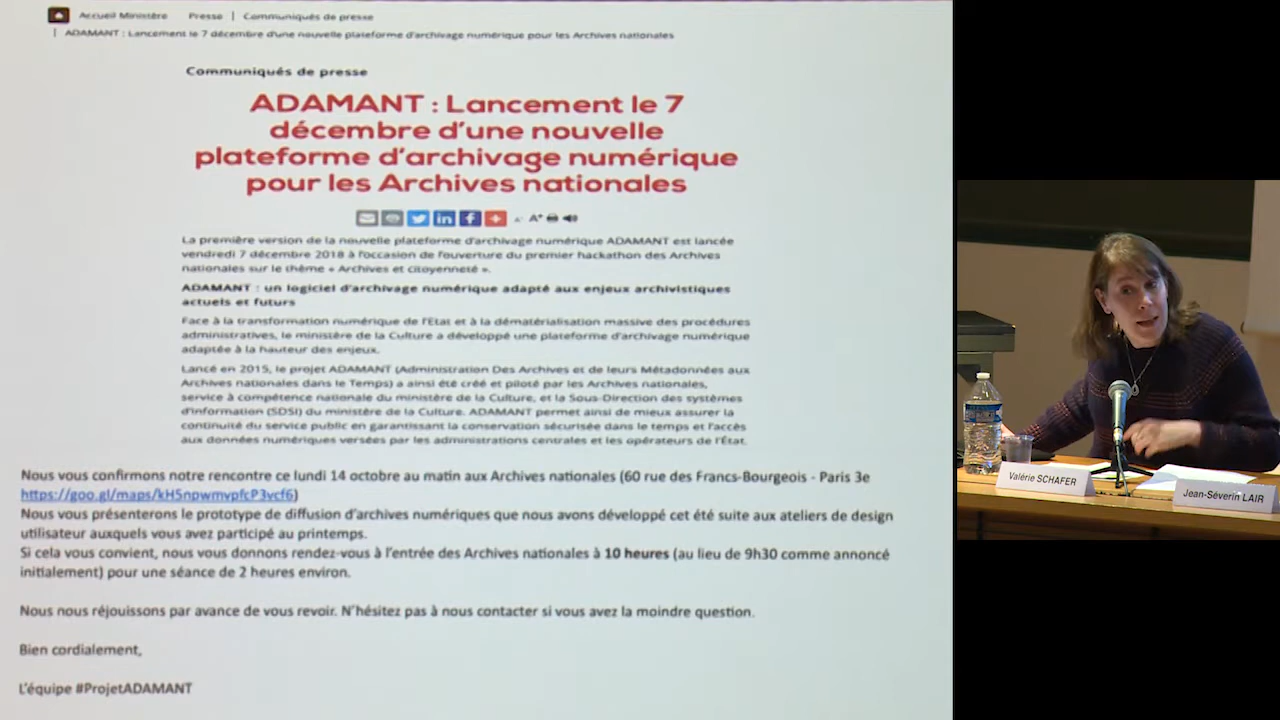 Accueil Ministère Presse | Communiqués de presse
| ADAMANT : Lancement le 7 décembre d'une nouvelle plateforme d'archivage numérique pour les Archives nationales
Communiqués de presse
ADAMANT : Lancement le 7
décembre d'une nouvelle
plateforme d'archivage numérique
pour les Archives nationales
A- A+
La première version de la nouvelle plateforme d'archivage numérique ADAMANT est lancée
vendredi 7 décembre 2018 à l'occasion de l'ouverture du premier hackathon des Archives
nationales sur le thème « Archives et citoyenneté ».
ADAMANT : un logiciel d'archivage numérique adapté aux enjeux archivistiques
actuels et futurs
Face à la transformation numérique de l'Etat et à la dématérialisation massive des procédures
administratives, le ministère de la Culture a développé une plateforme d'archivage numérique
adaptée à la hauteur des enjeux.
Lancé en 2015, le projet ADAMANT (Administration Des Archives et de leurs Métadonnées aux
Archives nationales dans le Temps) a ainsi été créé et piloté par les Archives nationales,
service à compétence nationale du ministère de la Culture, et la Sous-Direction des systèmes
d'information (SDSI) du ministère de la Culture. ADAMANT permet ainsi de mieux assurer la
continuité du service public en garantissant la conservation sécurisée dans le temps et l'accès
aux données numériques versées par les administrations centrales et les opérateurs de l'État.
Nous vous confirmons notre rencontre ce lundi 14 octobre au matin aux Archives nationales (60 rue des Francs-Bourgeois - Paris 3e
https://goo.gl/maps/kH5npwmvpfcP3vcf6)
Nous vous présenterons le prototype de diffusion d'archives numériques que nous avons développé cet été suite aux ateliers de design
utilisateur auxquels vous avez participé au printemps.
Si cela vous convient, nous vous donnons rendez-vous à l'entrée des Archives nationales à 10 heures (au lieu de 9h30 comme annoncé
initialement) pour une séance de 2 heures environ.
Nous nous réjouissons par avance de vous revoir. N'hésitez pas à nous contacter si vous avez la moindre question.
Bien cordialement,
L'équipe #ProjetADAMANT
Valérie SCHAFER
Jean-Séverin LAIR